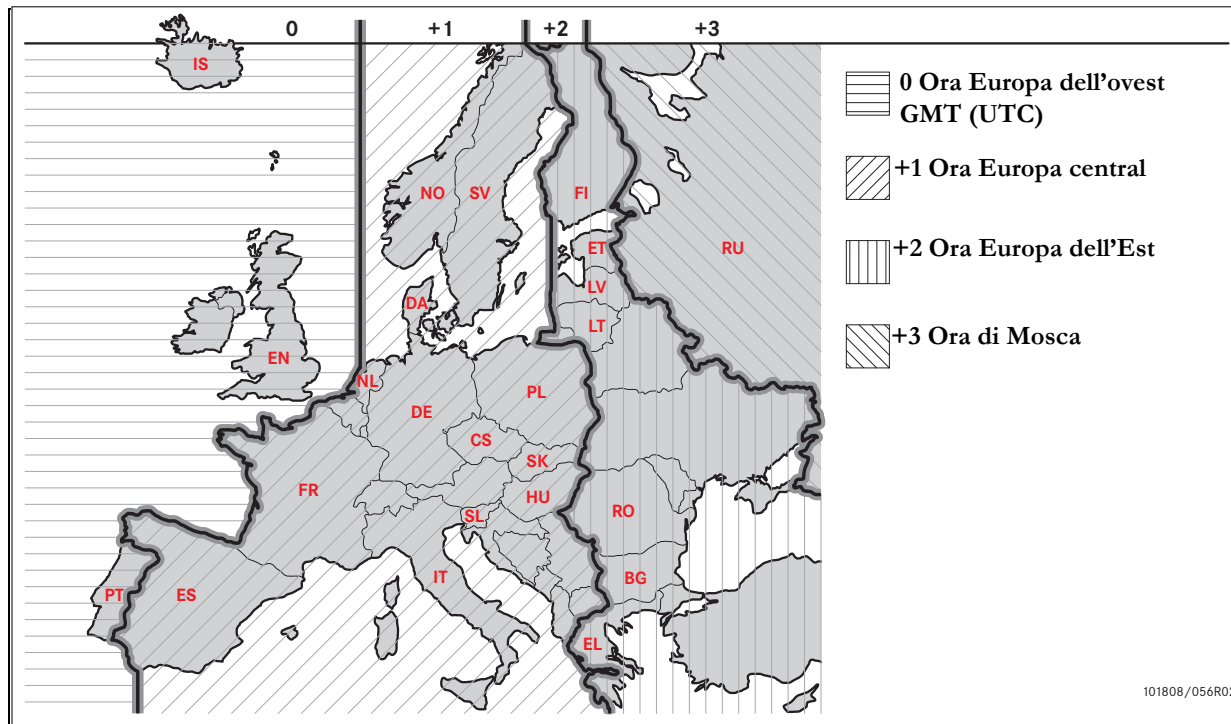 0 +1 +2 +3
IS
NO SV FI
ET
RU
LV
DA
LT
EN
NL
PL
DE
CS
SK
FR
HU
SL
RO
IT
BG
PT
ES
EL
0 Ora Europa dell'ovest
GMT (UTC)
+1 Ora Europa central
+2 Ora Europa dell'Est
+3 Ora di Mosca
101808/056R02